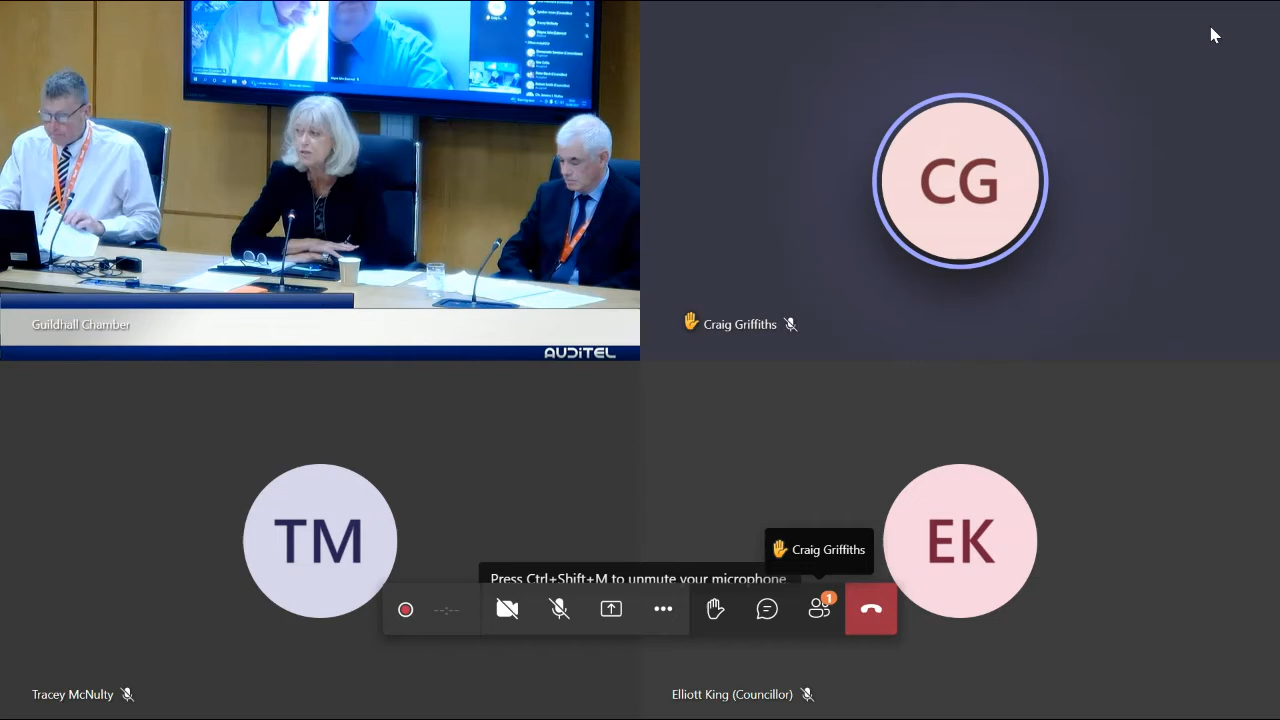 Guildhall Chamber
AUDiTEL
CG
Craig Griffiths
TM
EK
Craig Griffiths
Press Ctrl+Shift+M to unmute your microphone
1
Tracey McNulty
Elliott King (Councillor)